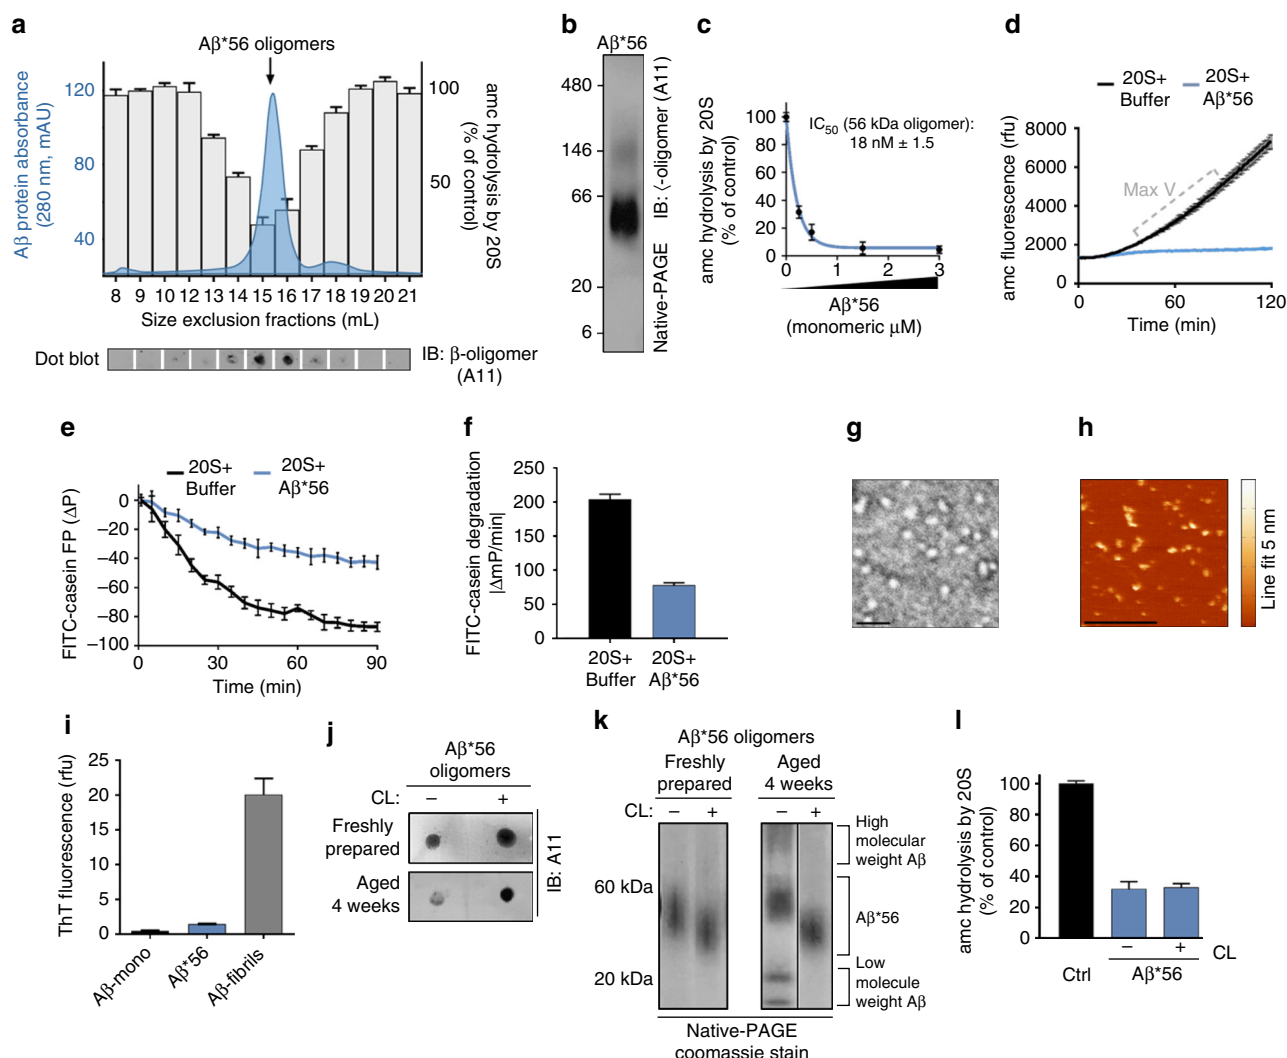 a
Aβ*56 oligomers
Aβ protein absorbance
(280 nm, mAU)
120
80
40
100
50
amc hydrolysis by 20S
(% of control)
8 9 10 12 13 14 15 16 17 18 19 20 21
Size exclusion fractions (mL)
Dot blot
IB: β-oligomer
(A11)
b
Aβ*56
480
146
66
20
6
Native-PAGE IB: ⟨-oligomer (A11)
c
amc hydrolysis by 20S
(% of control)
100
80
60
40
20
0
IC50 (56 kDa oligomer):
18 nM ± 1.5
0 1 2 3
Aβ*56
(monomeric μM)
d
20S+
Buffer
20S+
Aβ*56
amc fluorescence (rfu)
8000
6000
4000
2000
0
Max V
0 60 120
Time (min)
e
20S+
Buffer
20S+
Aβ*56
FITC-casein FP (ΔP)
0
−20
−40
−60
−80
−100
0 30 60 90
Time (min)
f
FITC-casein degradation
|ΔmP/min|
250
200
150
100
50
0
20S+
Buffer
20S+
Aβ*56
g
h
Line fit 5 nm
i
ThT fluorescence (rfu)
25
20
15
10
5
0
Aβ-mono
Aβ*56
Aβ-fibrils
j
Aβ*56
oligomers
CL: − +
Freshly
prepared
Aged
4 weeks
IB: A11
k
Aβ*56 oligomers
Freshly
prepared
Aged
4 weeks
CL: − + − +
60 kDa
20 kDa
High
molecular
weight Aβ
Aβ*56
Low
molecule
weight Aβ
Native-PAGE
coomassie stain
l
amc hydrolysis by 20S
(% of control)
100
80
60
40
20
0
− + CL
Ctrl Aβ*56